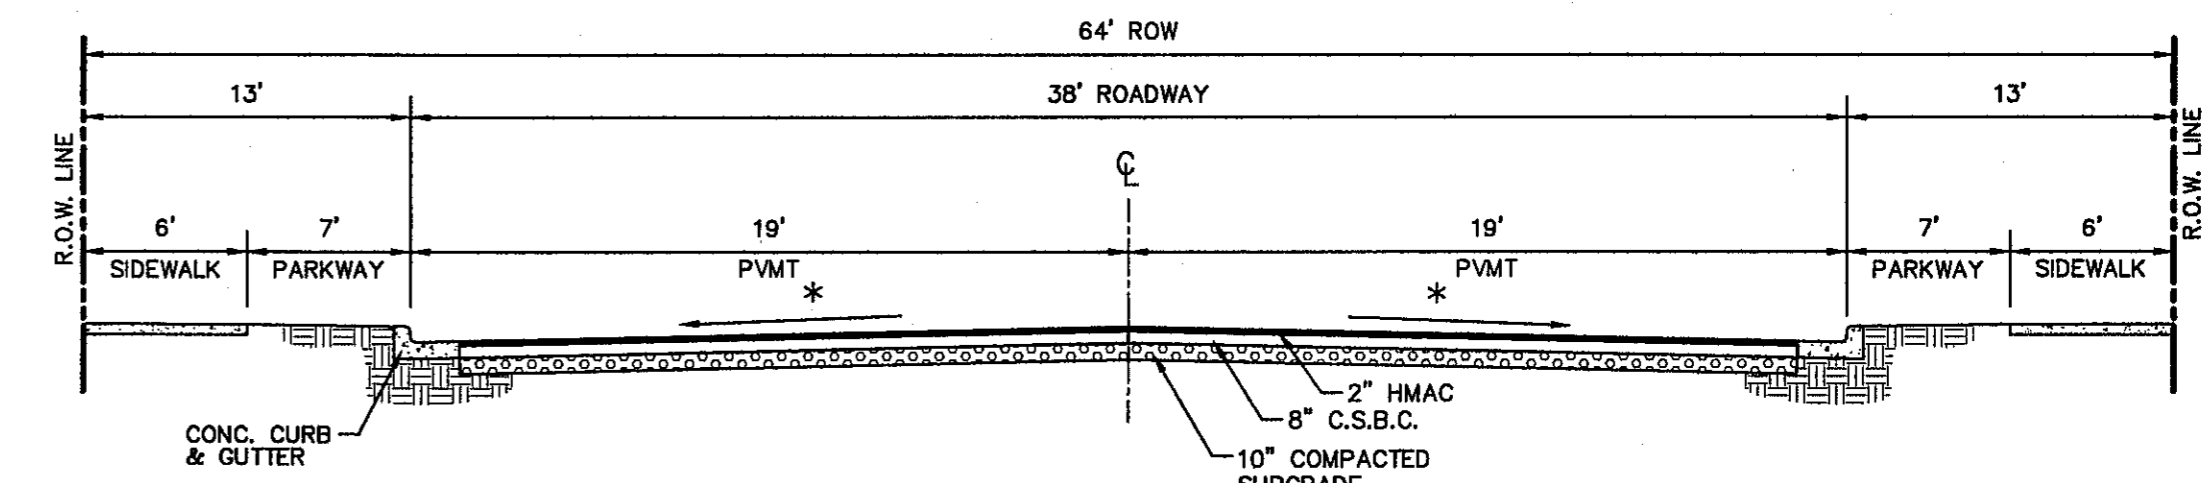 64' ROW
13'
38' ROADWAY
13'
R.O.W. LINE
R.O.W. LINE
℄
6'
7'
19'
19'
7'
6'
SIDEWALK
PARKWAY
PVMT
PVMT
PARKWAY
SIDEWALK
*
*
2" HMAC
8" C.S.B.C.
CONC. CURB
& GUTTER
10" COMPACTED
SUBGRADE